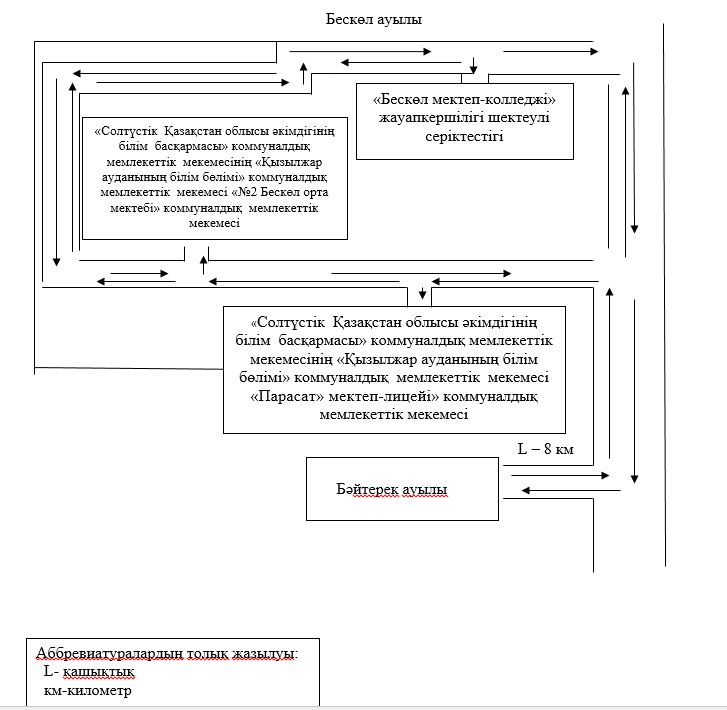 Бескөл ауылы
«Бескөл мектеп-колледжі»
жауапкершілігі шектеулі
серіктестігі
«Солтүстік Қазақстан облысы әкімдігінің
білім басқармасы» коммуналдық
мемлекеттік мекемесінің «Қызылжар
ауданының білім бөлімі» коммуналдық
мемлекеттік мекемесі «№2 Бескөл орта
мектебі» коммуналдық мемлекеттік
мекемесі
«Солтүстік Қазақстан облысы әкімдігінің
білім басқармасы» коммуналдық мемлекеттік
мекемесінің «Қызылжар ауданының білім
бөлімі» коммуналдық мемлекеттік мекемесі
«Парасат» мектеп-лицейі» коммуналдық
мемлекеттік мекемесі
L – 8 км
Бәйтерек ауылы
Аббревиатуралардың толық жазылуы:
L- қашықтық
км-километр